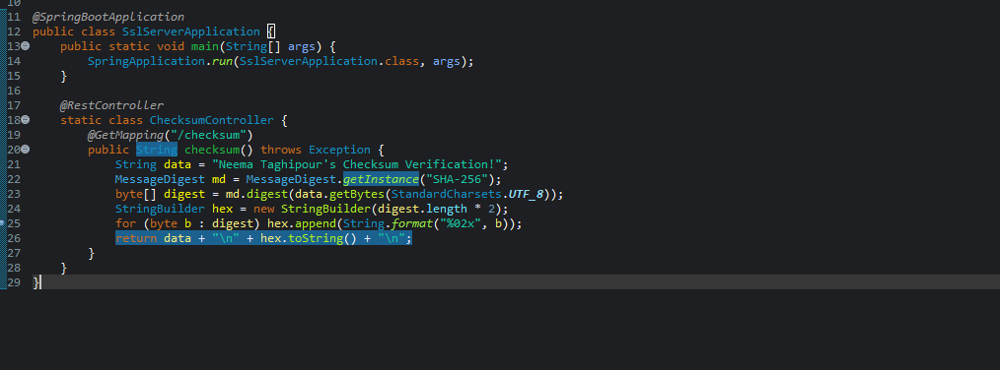 10
11 @SpringBootApplication
12 public class SslServerApplication {
13 public static void main(String[] args) {
14 SpringApplication.run(SslServerApplication.class, args);
15 }
16
17 @RestController
18 static class ChecksumController {
19 @GetMapping("/checksum")
20 public String checksum() throws Exception {
21 String data = "Neema Taghipour's Checksum Verification!";
22 MessageDigest md = MessageDigest.getInstance("SHA-256");
23 byte[] digest = md.digest(data.getBytes(StandardCharsets.UTF_8));
24 StringBuilder hex = new StringBuilder(digest.length * 2);
25 for (byte b : digest) hex.append(String.format("%02x", b));
26 return data + "\n" + hex.toString() + "\n";
27 }
28 }
29 }